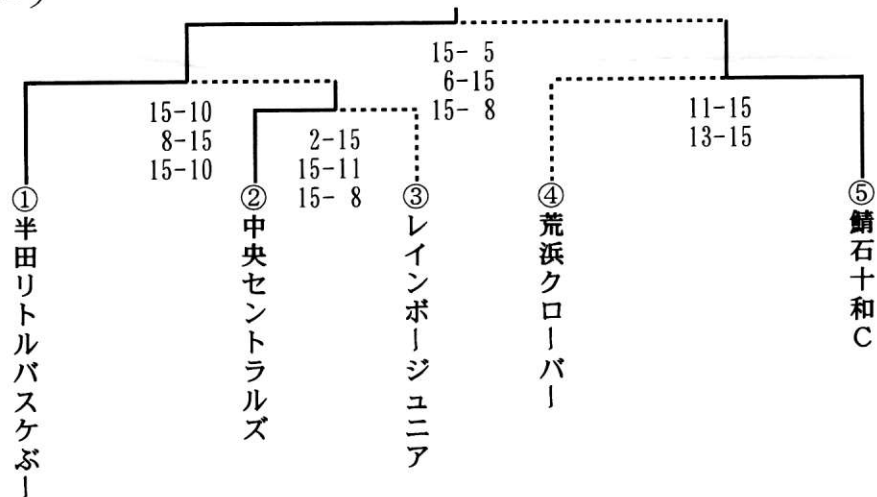 15- 5
6-15
15- 8
15-10
8-15
15-10
2-15
15-11
15- 8
11-15
13-15
①半田リトルバスケぶー
②中央セントラルズ
③レインボージュニア
④荒浜クローバー
⑤鯖石十和C